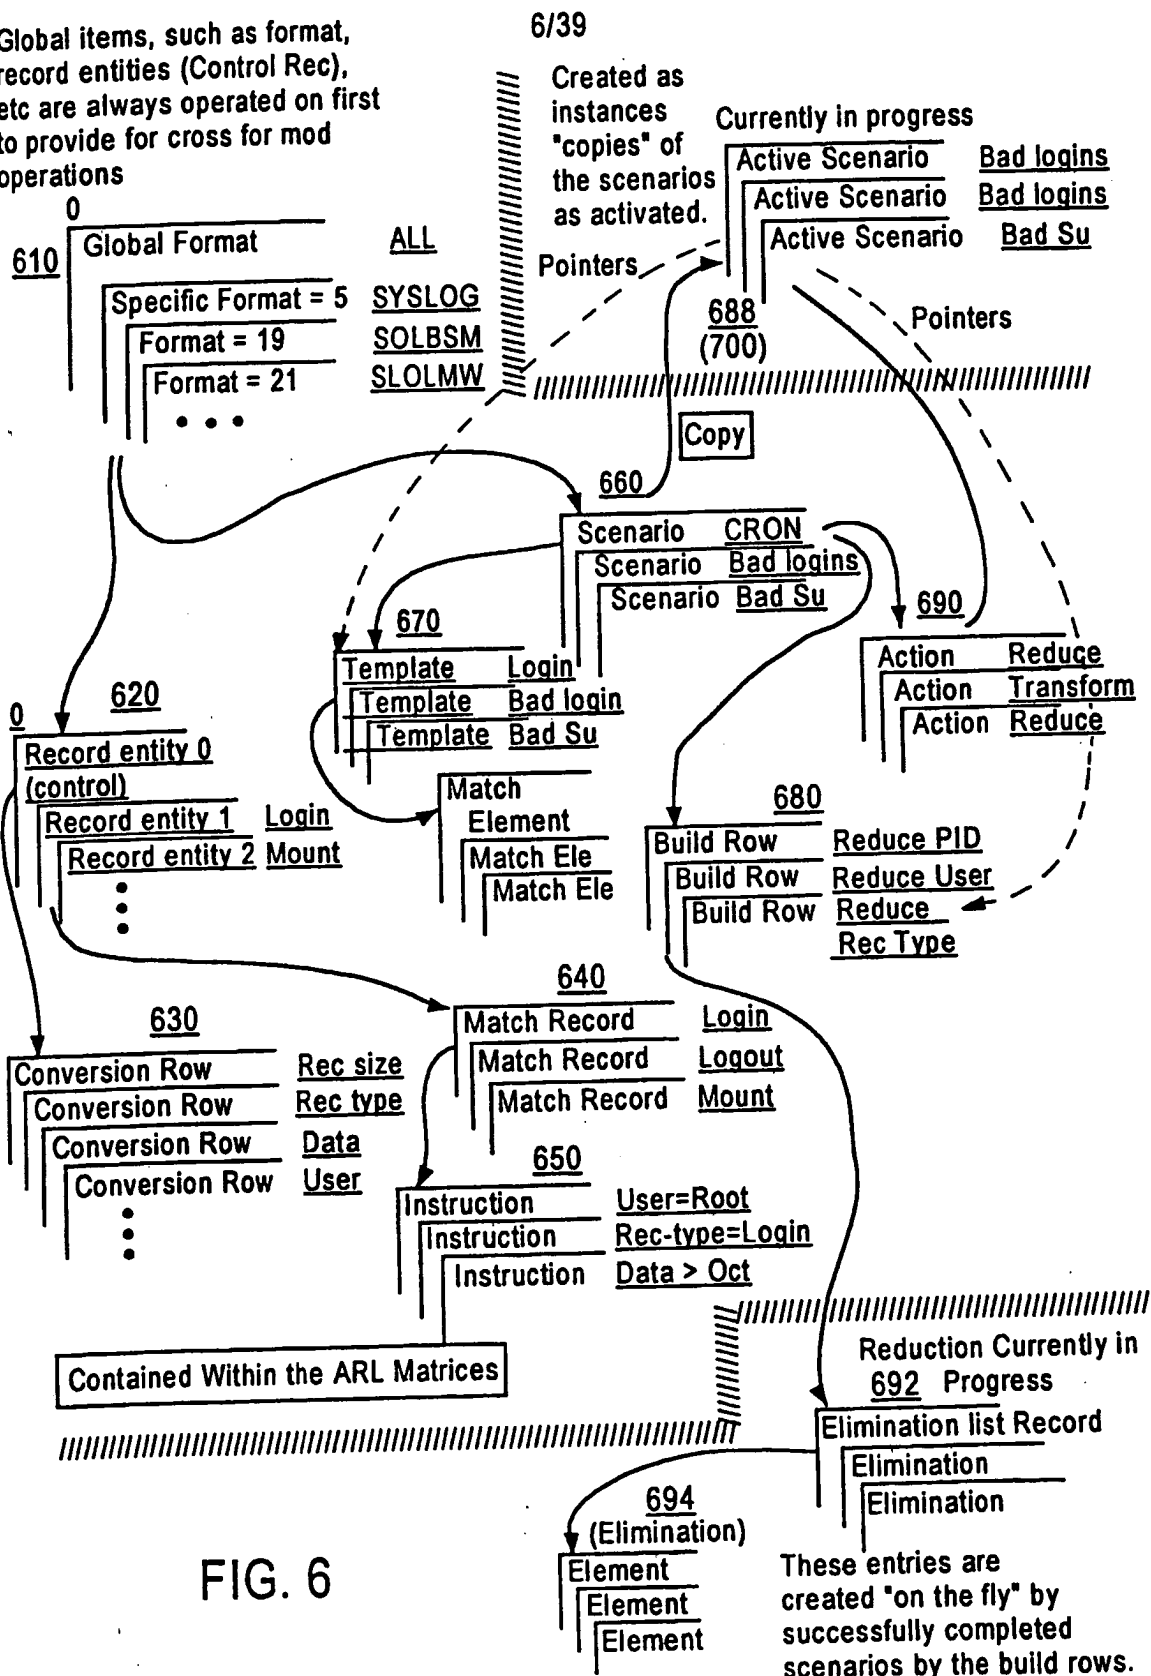 Global items, such as format,
record entities (Control Rec),
etc are always operated on first
to provide for cross for mod
operations
6/39
Created as
instances
"copies" of
the scenarios
as activated.
Currently in progress
Active Scenario Bad logins
Active Scenario Bad logins
Active Scenario Bad Su
Pointers
688
(700)
Pointers
0
610
Global Format ALL
Specific Format = 5 SYSLOG
Format = 19 SOLBSM
Format = 21 SLOLMW
Copy
660
Scenario CRON
Scenario Bad logins
Scenario Bad Su
690
Action Reduce
Action Transform
Action Reduce
670
Template Login
Template Bad login
Template Bad Su
Match
Element
Match Ele
Match Ele
0
620
Record entity 0
(control)
Record entity 1 Login
Record entity 2 Mount
680
Build Row Reduce PID
Build Row Reduce User
Build Row Reduce
Rec Type
630
Conversion Row Rec size
Conversion Row Rec type
Conversion Row Data
Conversion Row User
640
Match Record Login
Match Record Logout
Match Record Mount
650
Instruction User=Root
Instruction Rec-type=Login
Instruction Data > Oct
Contained Within the ARL Matrices
Reduction Currently in
692 Progress
Elimination list Record
Elimination
Elimination
694
(Elimination)
Element
Element
Element
These entries are
created "on the fly" by
successfully completed
scenarios by the build rows.
FIG. 6